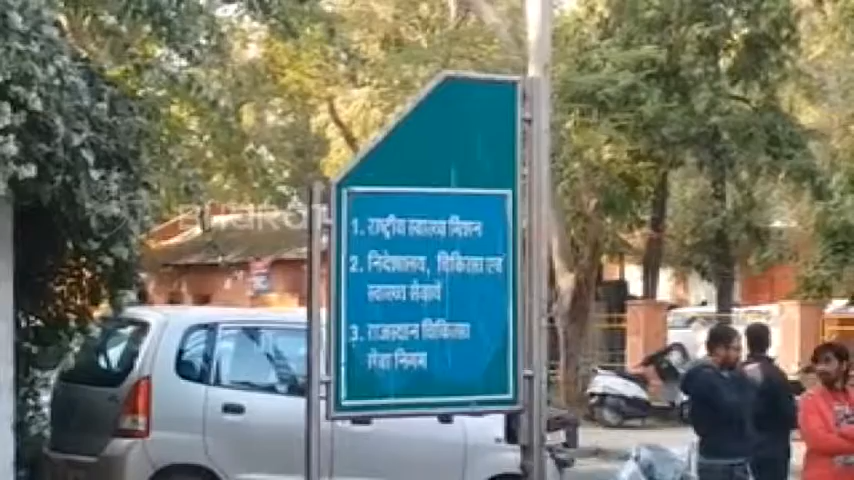 1. राष्ट्रीय स्वास्थ्य मिशन
2. निदेशालय, चिकित्सा एवं
स्वास्थ्य सेवायें
3. राजस्थान चिकित्सा
सेवा निगम